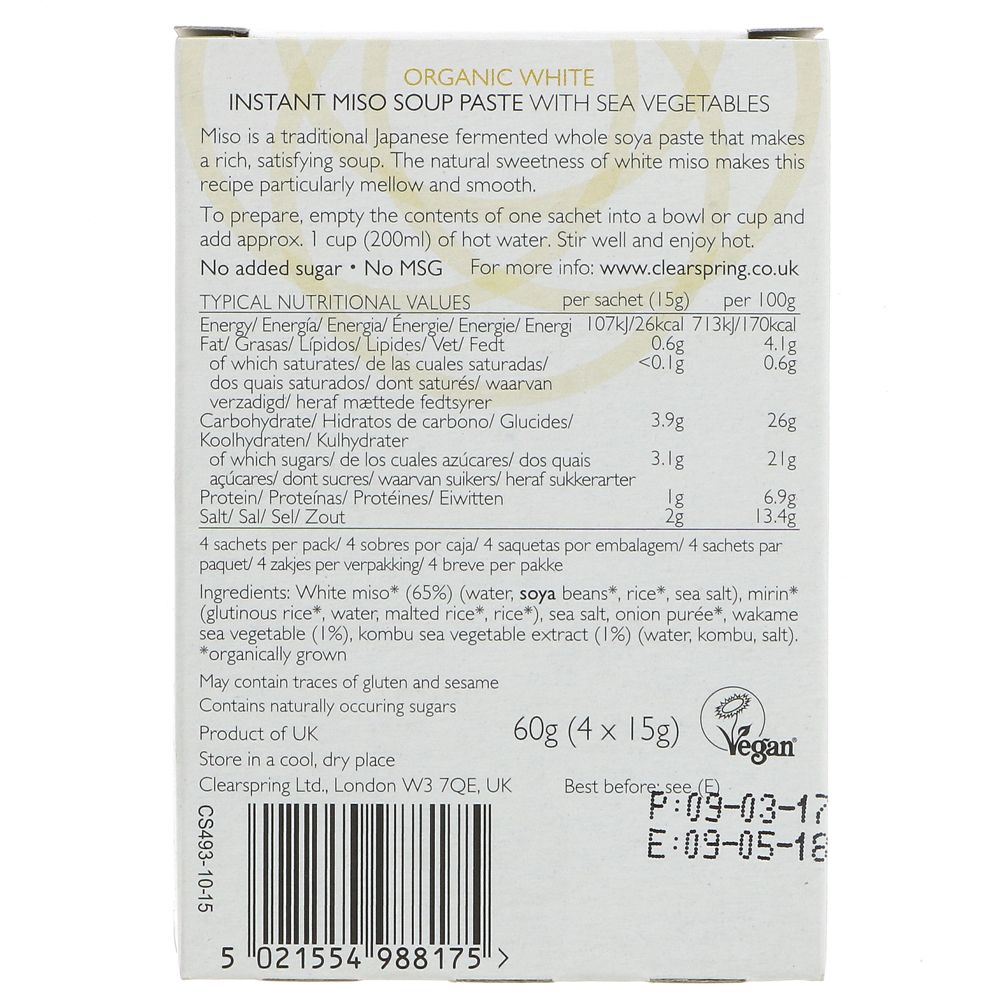 ORGANIC WHITE
INSTANT MISO SOUP PASTE WITH SEA VEGETABLES
Miso is a traditional Japanese fermented whole soya paste that makes
a rich, satisfying soup. The natural sweetness of white miso makes this
recipe particularly mellow and smooth.
To prepare, empty the contents of one sachet into a bowl or cup and
add approx. 1 cup (200ml) of hot water. Stir well and enjoy hot.
No added sugar • No MSG For more info: www.clearspring.co.uk
TYPICAL NUTRITIONAL VALUES per sachet (15g) per 100g
Energy/ Energía/ Energia/ Énergie/ Energie/ Energi 107kJ/26kcal 713kJ/170kcal
Fat/ Grasas/ Lípidos/ Lipides/ Vet/ Fedt 0.6g 4.1g
of which saturates/ de las cuales saturadas/ <0.1g 0.6g
dos quais saturados/ dont saturés/ waarvan
verzadigd/ heraf mættede fedtsyrer
Carbohydrate/ Hidratos de carbono/ Glucides/ 3.9g 26g
Koolhydraten/ Kulhydrater
of which sugars/ de los cuales azúcares/ dos quais 3.1g 21g
açúcares/ dont sucres/ waarvan suikers/ heraf sukkerarter
Protein/ Proteínas/ Protéines/ Eiwitten 1g 6.9g
Salt/ Sal/ Sel/ Zout 2g 13.4g
4 sachets per pack/ 4 sobres por caja/ 4 saquetas por embalagem/ 4 sachets par
paquet/ 4 zakjes per verpakking/ 4 breve per pakke
Ingredients: White miso* (65%) (water, soya beans*, rice*, sea salt), mirin*
(glutinous rice*, water, malted rice*, rice*), sea salt, onion purée*, wakame
sea vegetable (1%), kombu sea vegetable extract (1%) (water, kombu, salt).
*organically grown
May contain traces of gluten and sesame
Contains naturally occuring sugars
Product of UK
60g (4 x 15g)
Vegan
Store in a cool, dry place
Clearspring Ltd., London W3 7QE, UK Best before: see (E)
P:09-03-17
E:09-05-18
CS493-10-15
5 021554 988175 >